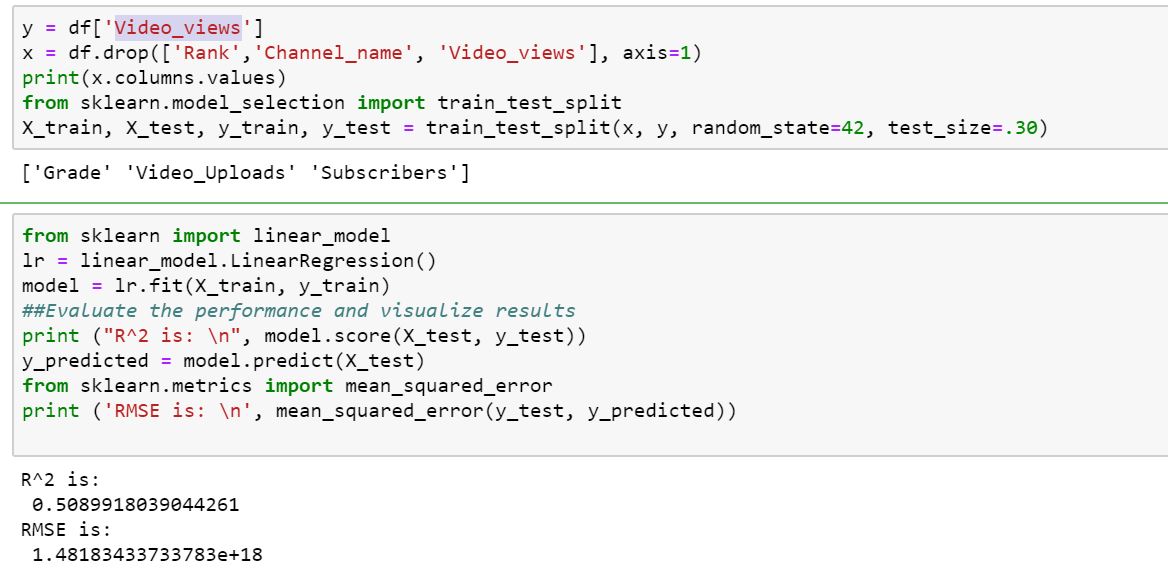 y = df['Video_views']
x = df.drop(['Rank','Channel_name', 'Video_views'], axis=1)
print(x.columns.values)
from sklearn.model_selection import train_test_split
X_train, X_test, y_train, y_test = train_test_split(x, y, random_state=42, test_size=.30)
['Grade' 'Video_Uploads' 'Subscribers']
from sklearn import linear_model
lr = linear_model.LinearRegression()
model = lr.fit(X_train, y_train)
##Evaluate the performance and visualize results
print ("R^2 is: \n", model.score(X_test, y_test))
y_predicted = model.predict(X_test)
from sklearn.metrics import mean_squared_error
print ('RMSE is: \n', mean_squared_error(y_test, y_predicted))
R^2 is:
0.5089918039044261
RMSE is:
1.48183433733783e+18